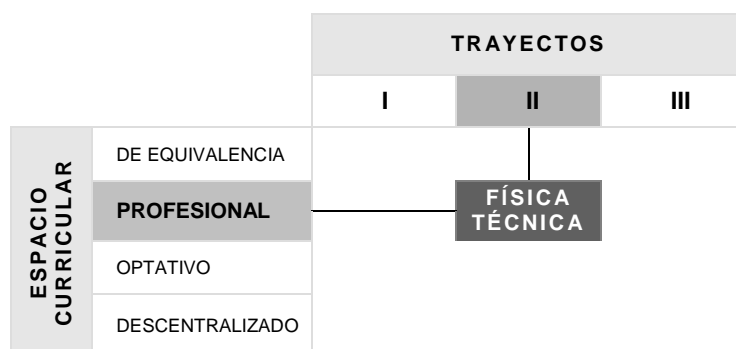 TRAYECTOS
I II III
ESPACIO
CURRICULAR
DE EQUIVALENCIA
PROFESIONAL
FÍSICA
TÉCNICA
OPTATIVO
DESCENTRALIZADO